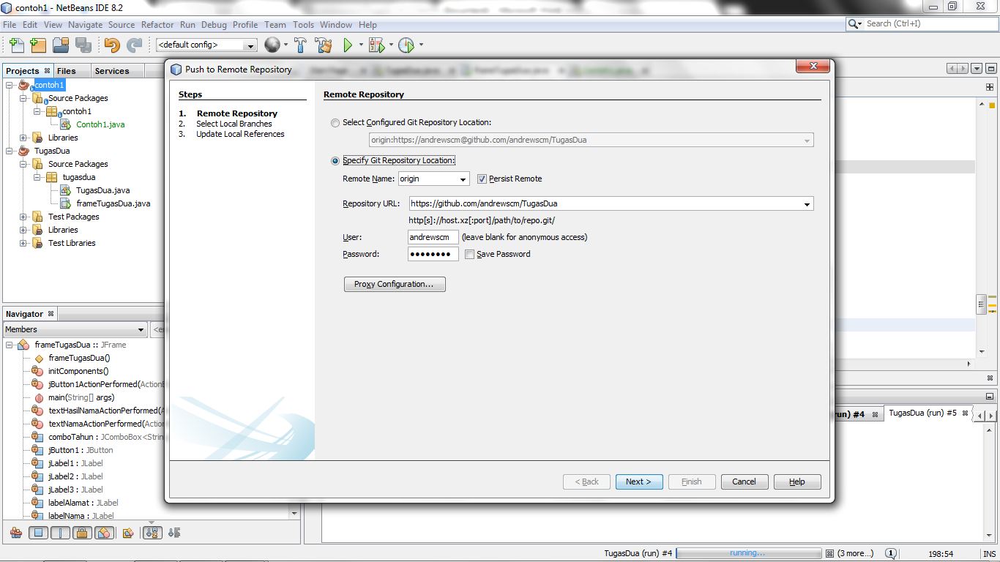 contoh1 - NetBeans IDE 8.2
File Edit View Navigate Source Refactor Run Debug Profile Team Tools Window Help
Search (Ctrl+I)
<default config>
Projects Files Services
contoh1
Source Packages
contoh1
Contoh1.java
Libraries
TugasDua
Source Packages
tugasdua
TugasDua.java
frameTugasDua.java
Test Packages
Libraries
Test Libraries
Navigator
Members
frameTugasDua :: JFrame
frameTugasDua()
initComponents()
jButton1ActionPerformed(ActionE
main(String[] args)
textHasilNamaActionPerformed(A
textNamaActionPerformed(Action
comboTahun : JComboBox<String
jButton1 : JButton
jLabel1 : JLabel
jLabel2 : JLabel
jLabel3 : JLabel
labelAlamat : JLabel
labelNama : JLabel
Push to Remote Repository
Steps
1. Remote Repository
2. Select Local Branches
3. Update Local References
Remote Repository
Select Configured Git Repository Location:
origin:https://andrewscm@github.com/andrewscm/TugasDua
Specify Git Repository Location:
Remote Name: origin Persist Remote
Repository URL: https://github.com/andrewscm/TugasDua
http[s]://host.xz[:port]/path/to/repo.git/
User: andrewscm (leave blank for anonymous access)
Password: ●●●●●●●● Save Password
Proxy Configuration...
< Back Next > Finish Cancel Help
run) #4 TugasDua (run) #5
TugasDua (run) #4 running... (3 more...) 1 198:54 INS